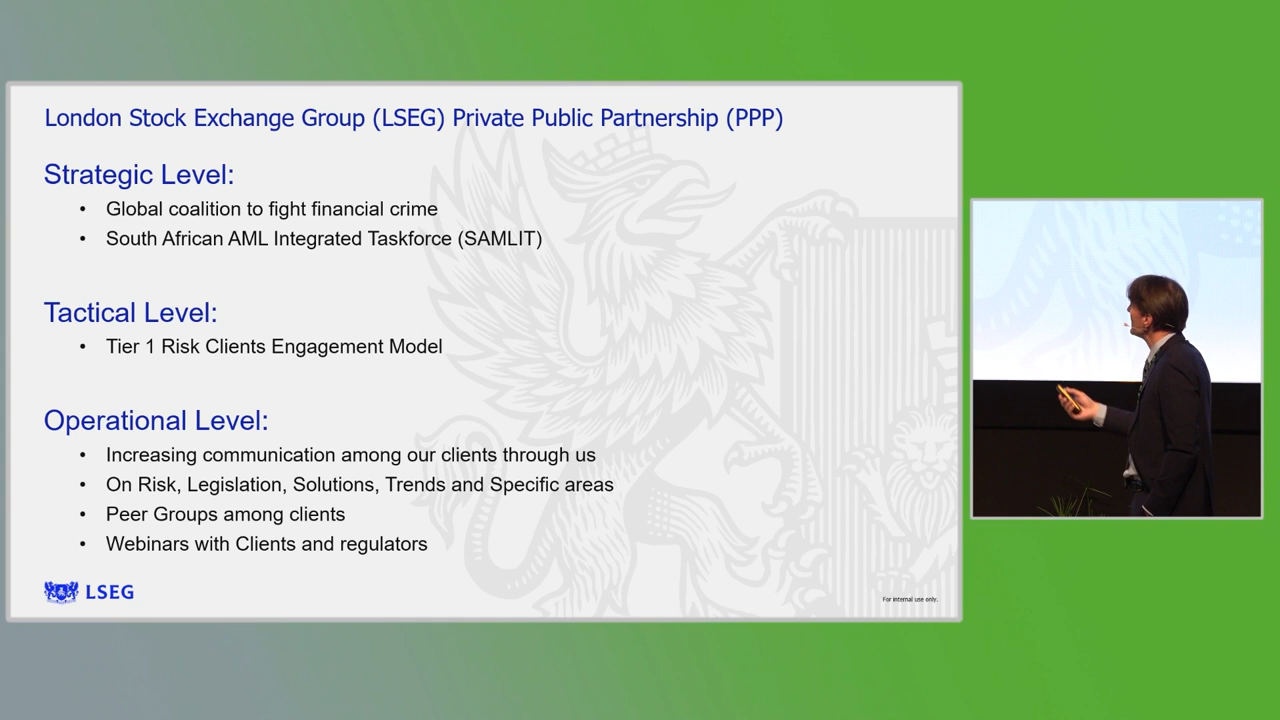 London Stock Exchange Group (LSEG) Private Public Partnership (PPP)
Strategic Level:
• Global coalition to fight financial crime
• South African AML Integrated Taskforce (SAMLIT)
Tactical Level:
• Tier 1 Risk Clients Engagement Model
Operational Level:
• Increasing communication among our clients through us
• On Risk, Legislation, Solutions, Trends and Specific areas
• Peer Groups among clients
• Webinars with Clients and regulators
LSEG
For internal use only.